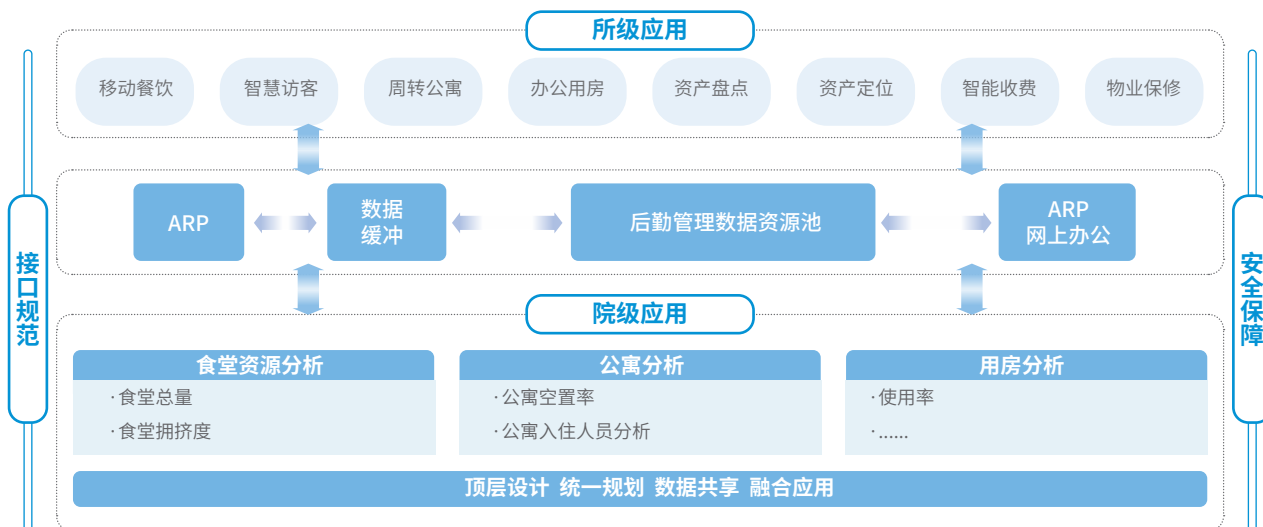 所级应用
移动餐饮
智慧访客
周转公寓
办公用房
资产盘点
资产定位
智能收费
物业保修
接口规范
ARP
数据
缓冲
后勤管理数据资源池
ARP
网上办公
安全保障
院级应用
食堂资源分析
·食堂总量
·食堂拥挤度
公寓分析
·公寓空置率
·公寓入住人员分析
用房分析
·使用率
·......
顶层设计 统一规划 数据共享 融合应用